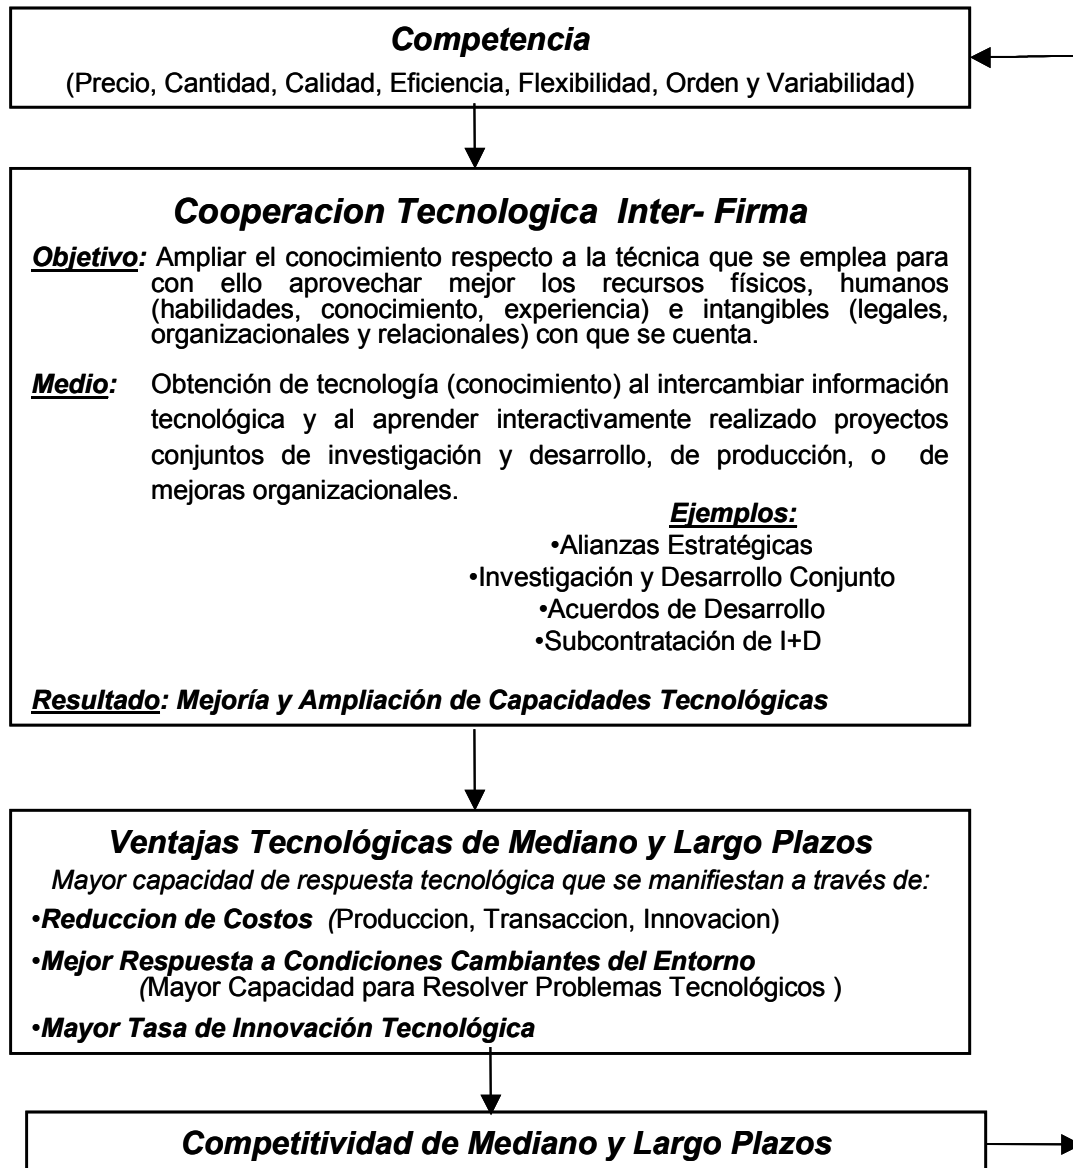 Competencia
(Precio, Cantidad, Calidad, Eficiencia, Flexibilidad, Orden y Variabilidad)
Cooperacion Tecnologica Inter- Firma
Objetivo: Ampliar el conocimiento respecto a la técnica que se emplea para
con ello aprovechar mejor los recursos físicos, humanos
(habilidades, conocimiento, experiencia) e intangibles (legales,
organizacionales y relacionales) con que se cuenta.
Medio: Obtención de tecnología (conocimiento) al intercambiar información
tecnológica y al aprender interactivamente realizado proyectos
conjuntos de investigación y desarrollo, de producción, o de
mejoras organizacionales.
Ejemplos:
•Alianzas Estratégicas
•Investigación y Desarrollo Conjunto
•Acuerdos de Desarrollo
•Subcontratación de I+D
Resultado: Mejoría y Ampliación de Capacidades Tecnológicas
Ventajas Tecnológicas de Mediano y Largo Plazos
Mayor capacidad de respuesta tecnológica que se manifiestan a través de:
•Reduccion de Costos (Produccion, Transaccion, Innovacion)
•Mejor Respuesta a Condiciones Cambiantes del Entorno
(Mayor Capacidad para Resolver Problemas Tecnológicos )
•Mayor Tasa de Innovación Tecnológica
Competitividad de Mediano y Largo Plazos